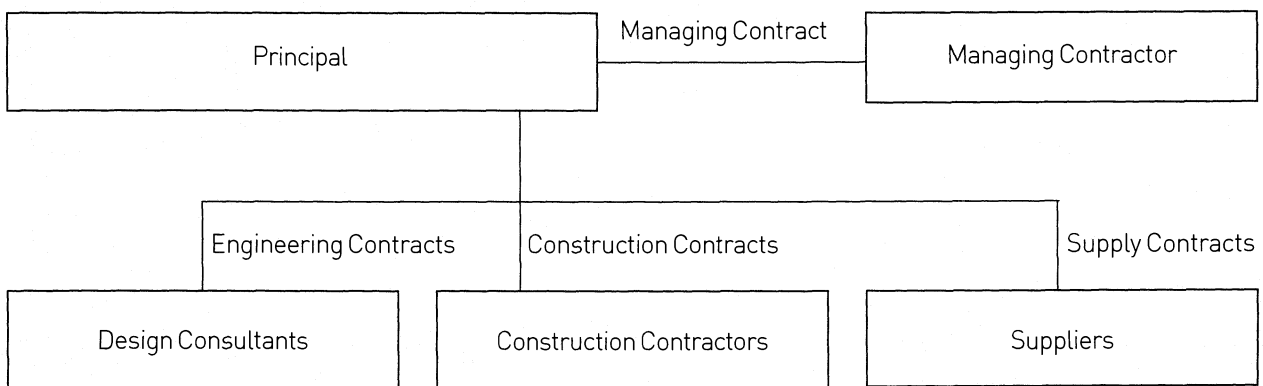 Principal
Managing Contract
Managing Contractor
Engineering Contracts
Construction Contracts
Supply Contracts
Design Consultants
Construction Contractors
Suppliers